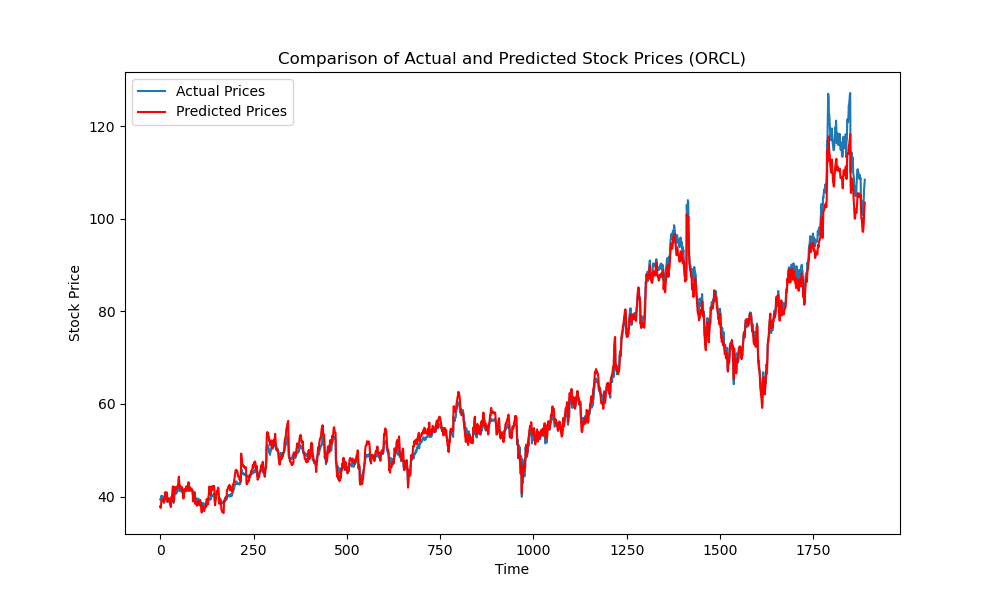 Comparison of Actual and Predicted Stock Prices (ORCL)
Actual Prices
Predicted Prices
120
100
80
60
40
Stock Price
0 250 500 750 1000 1250 1500 1750
Time